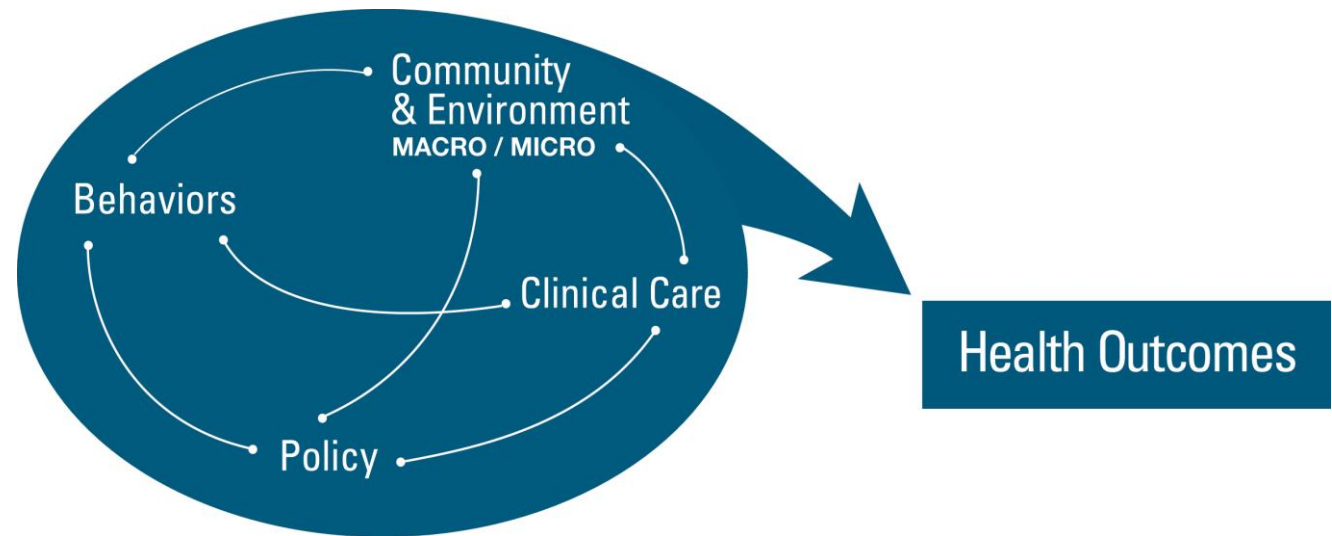 Community
& Environment
MACRO / MICRO
Behaviors
Clinical Care
Policy
Health Outcomes